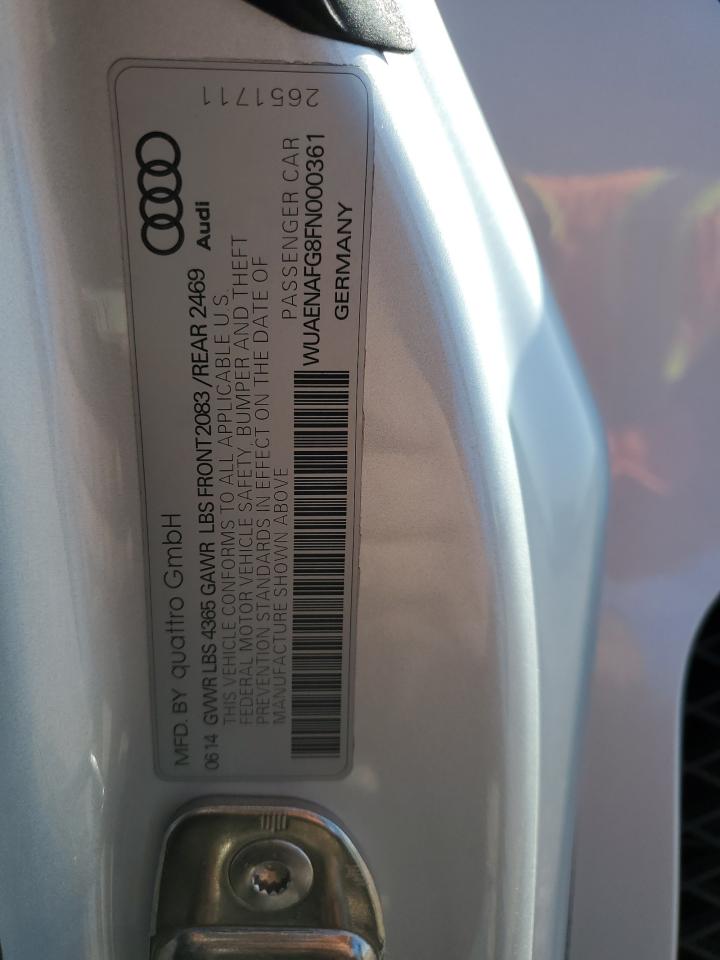 MFD. BY quattro GmbH
Audi
0614 GVWR LBS 4365 GAWR LBS FRONT2083 /REAR 2469
THIS VEHICLE CONFORMS TO ALL APPLICABLE U.S.
FEDERAL MOTOR VEHICLE SAFETY, BUMPER AND THEFT
PREVENTION STANDARDS IN EFFECT ON THE DATE OF
MANUFACTURE SHOWN ABOVE
PASSENGER CAR
WUAENAFG8FN000361
GERMANY
2651711